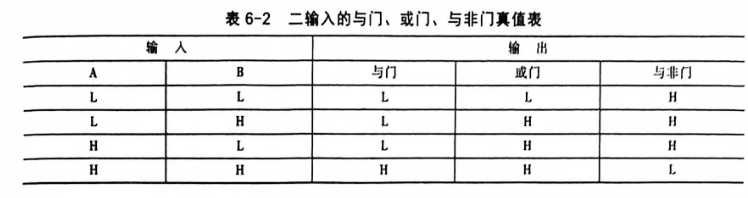 表 6-2 二输入的与门、或门、与非门真值表
输 入 输 出
A B 与门 或门 与非门
L L L L H
L H L H H
H L L H H
H H H H L